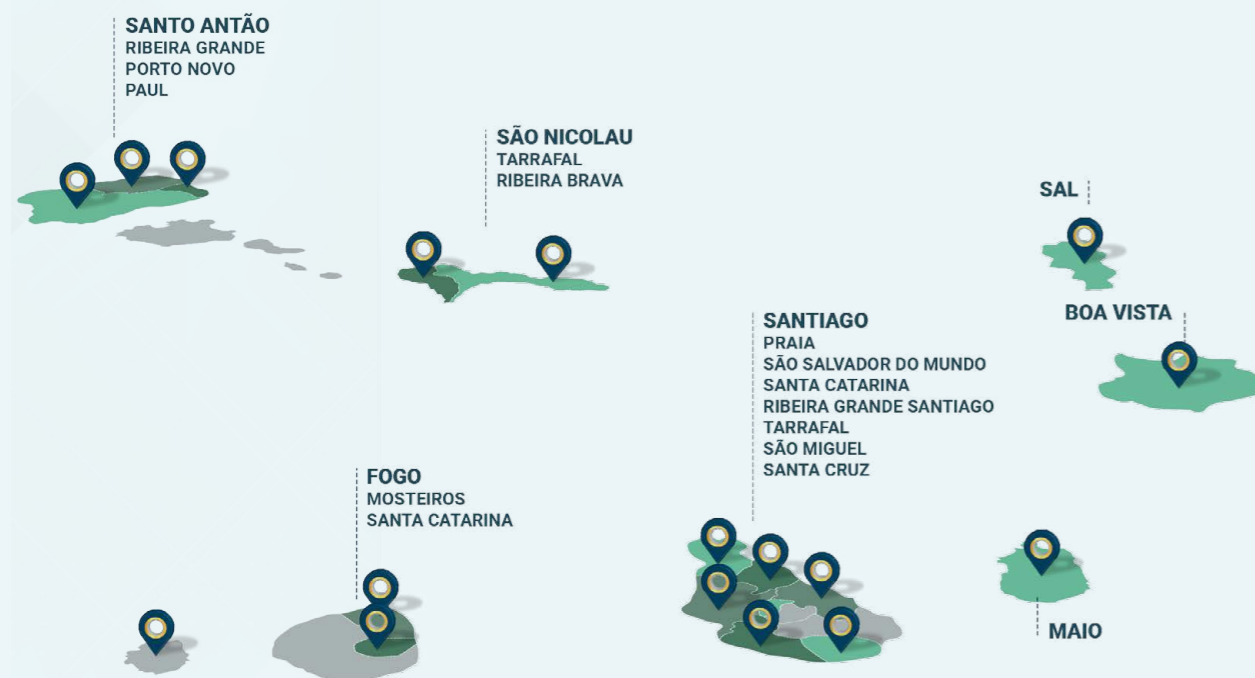 SANTO ANTÃO
RIBEIRA GRANDE
PORTO NOVO
PAUL
SÃO NICOLAU
TARRAFAL
RIBEIRA BRAVA
SAL
BOA VISTA
SANTIAGO
PRAIA
SÃO SALVADOR DO MUNDO
SANTA CATARINA
RIBEIRA GRANDE SANTIAGO
TARRAFAL
SÃO MIGUEL
SANTA CRUZ
FOGO
MOSTEIROS
SANTA CATARINA
MAIO